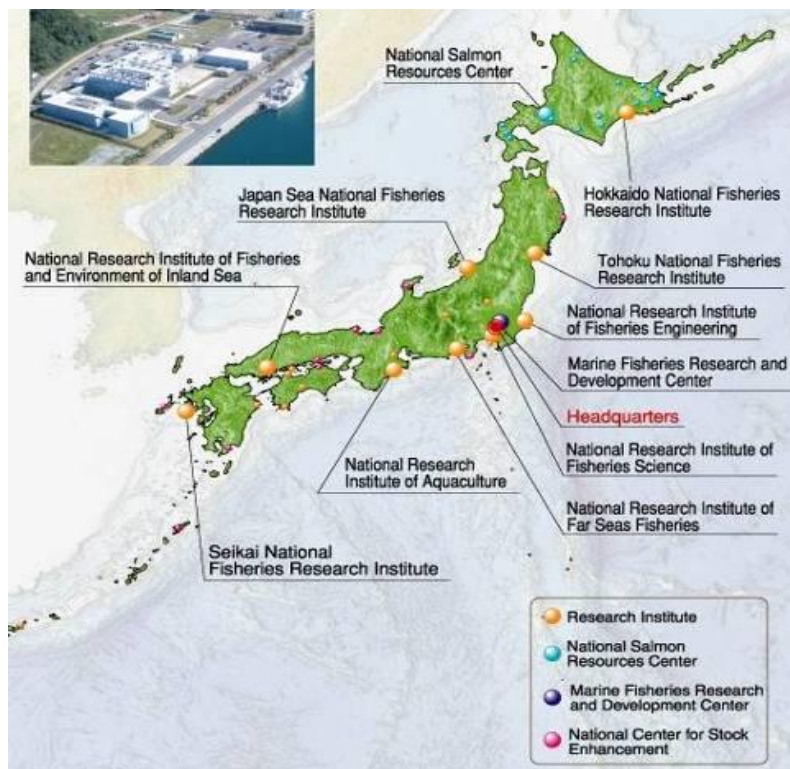 National Salmon
Resources Center
Hokkaido National Fisheries
Research Institute
Japan Sea National Fisheries
Research Institute
National Research Institute of Fisheries
and Environment of Inland Sea
Tohoku National Fisheries
Research Institute
National Research Institute
of Fisheries Engineering
Marine Fisheries Research and
Development Center
Headquarters
National Research Institute of
Fisheries Science
National Research Institute of
Far Seas Fisheries
National Research
Institute of Aquaculture
Seikai National
Fisheries Research Institute
Research Institute
National Salmon
Resources Center
Marine Fisheries Research
and Development Center
National Center for Stock
Enhancement